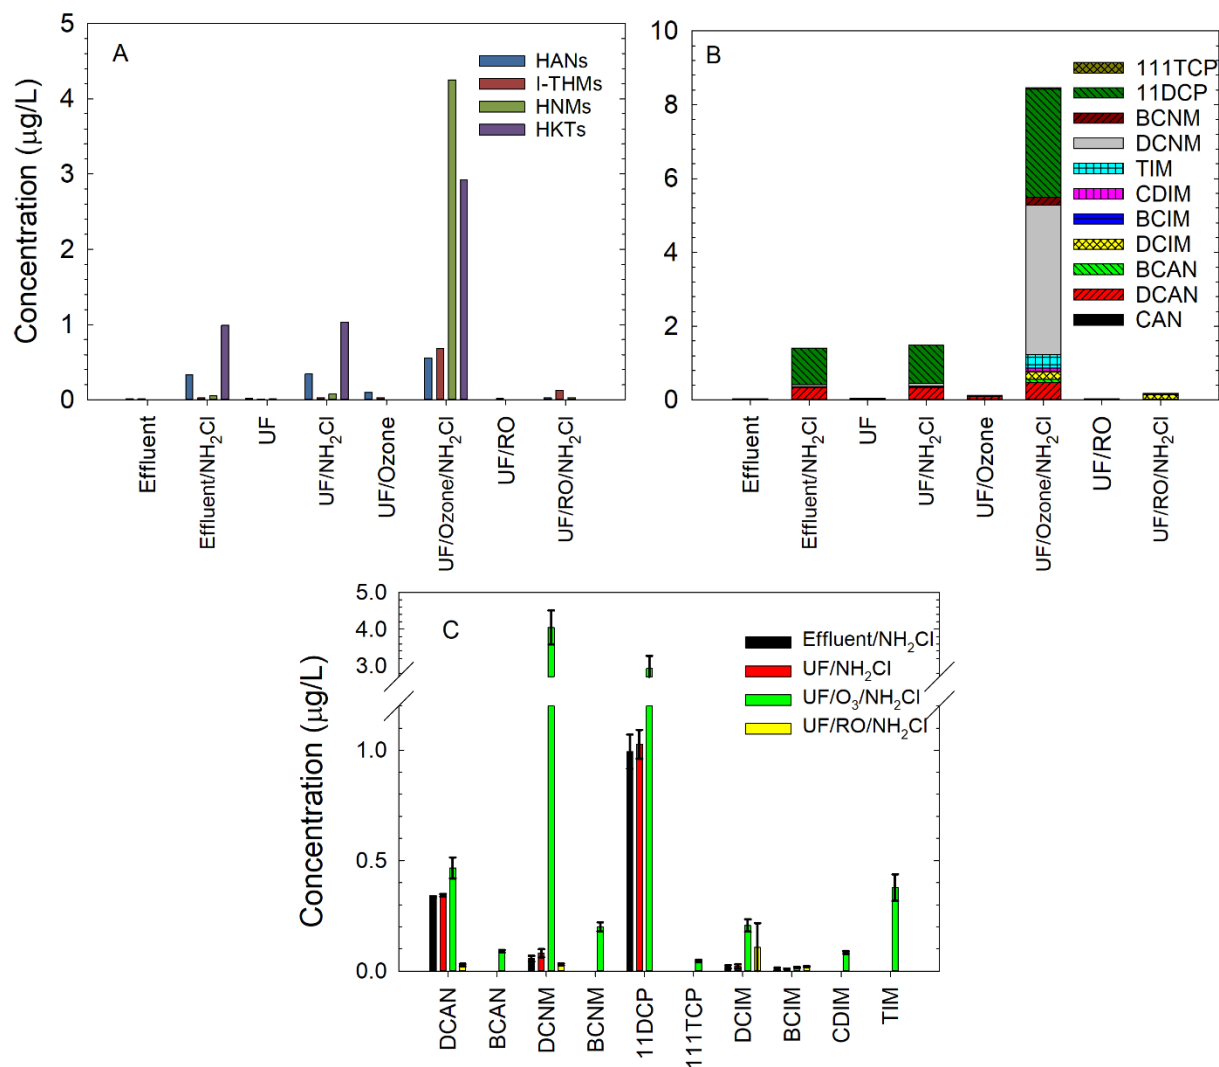 A
Concentration (µg/L)
5
4
3
2
1
0
HANs
I-THMs
HNMs
HKTs
Effluent
Effluent/NH₂Cl
UF
UF/NH₂Cl
UF/Ozone
UF/Ozone/NH₂Cl
UF/RO
UF/RO/NH₂Cl
B
10
8
6
4
2
0
111TCP
11DCP
BCNM
DCNM
TIM
CDIM
BCIM
DCIM
BCAN
DCAN
CAN
Effluent
Effluent/NH₂Cl
UF
UF/NH₂Cl
UF/Ozone
UF/Ozone/NH₂Cl
UF/RO
UF/RO/NH₂Cl
C
Concentration (µg/L)
5.0
4.0
3.0
1.0
0.5
0.0
Effluent/NH₂Cl
UF/NH₂Cl
UF/O₃/NH₂Cl
UF/RO/NH₂Cl
DCAN
BCAN
DCNM
BCNM
11DCP
111TCP
DCIM
BCIM
CDIM
TIM